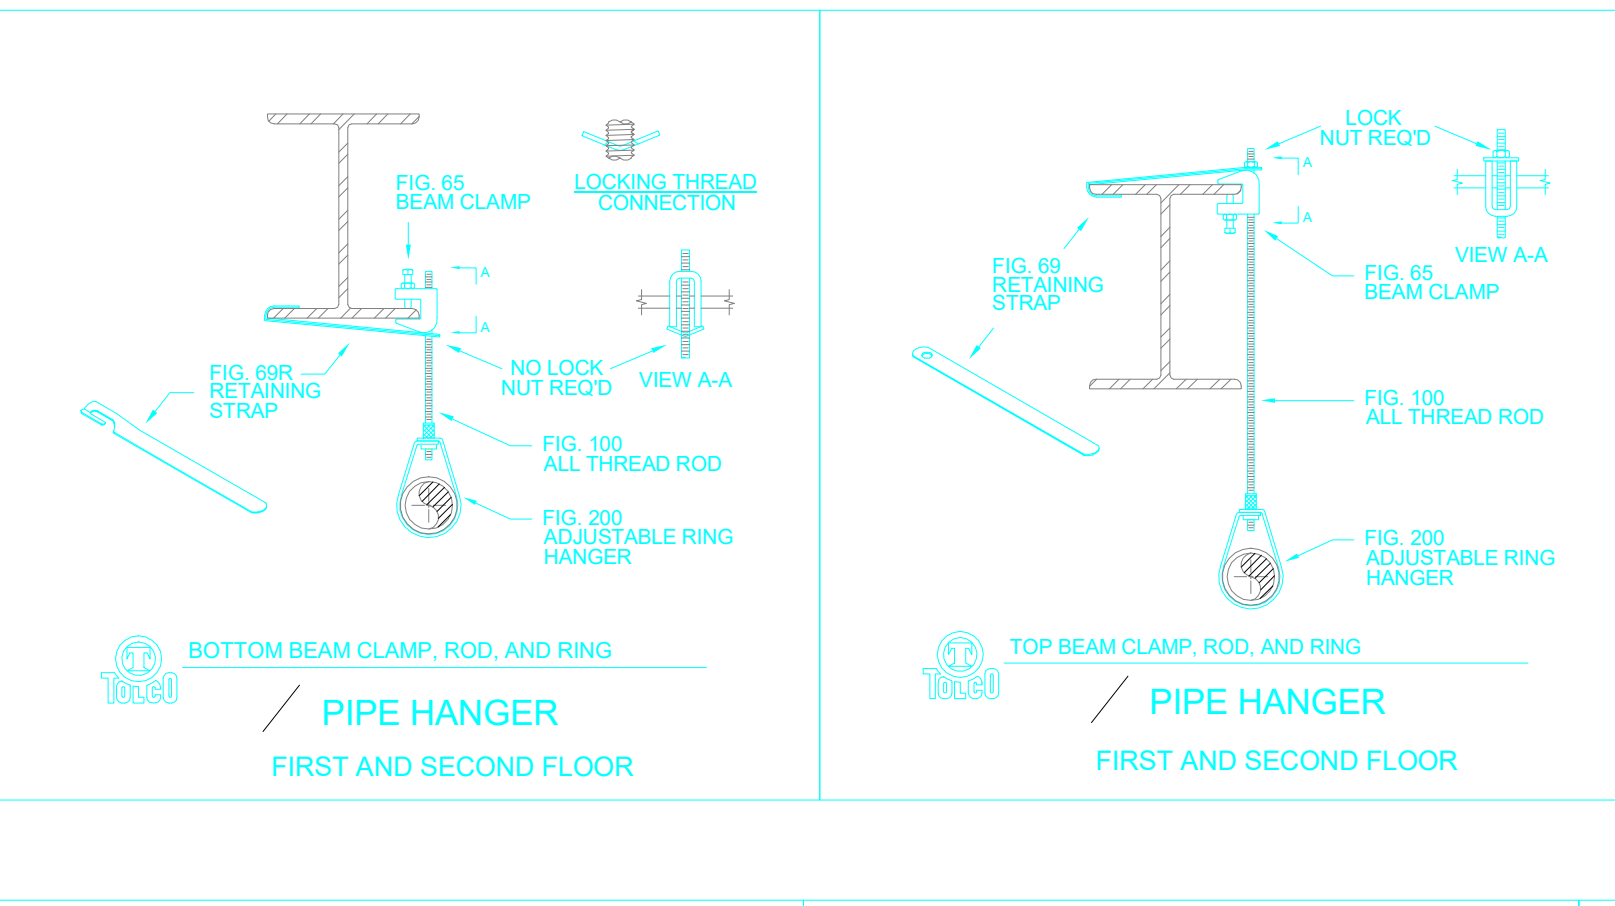 FIG. 65
BEAM CLAMP
LOCKING THREAD
CONNECTION
A
A
FIG. 69R
RETAINING
STRAP
NO LOCK
NUT REQ'D
VIEW A-A
FIG. 100
ALL THREAD ROD
FIG. 200
ADJUSTABLE RING
HANGER
TOLCO
BOTTOM BEAM CLAMP, ROD, AND RING
PIPE HANGER
FIRST AND SECOND FLOOR
LOCK
NUT REQ'D
A
A
VIEW A-A
FIG. 69
RETAINING
STRAP
FIG. 65
BEAM CLAMP
FIG. 100
ALL THREAD ROD
FIG. 200
ADJUSTABLE RING
HANGER
TOLCO
TOP BEAM CLAMP, ROD, AND RING
PIPE HANGER
FIRST AND SECOND FLOOR